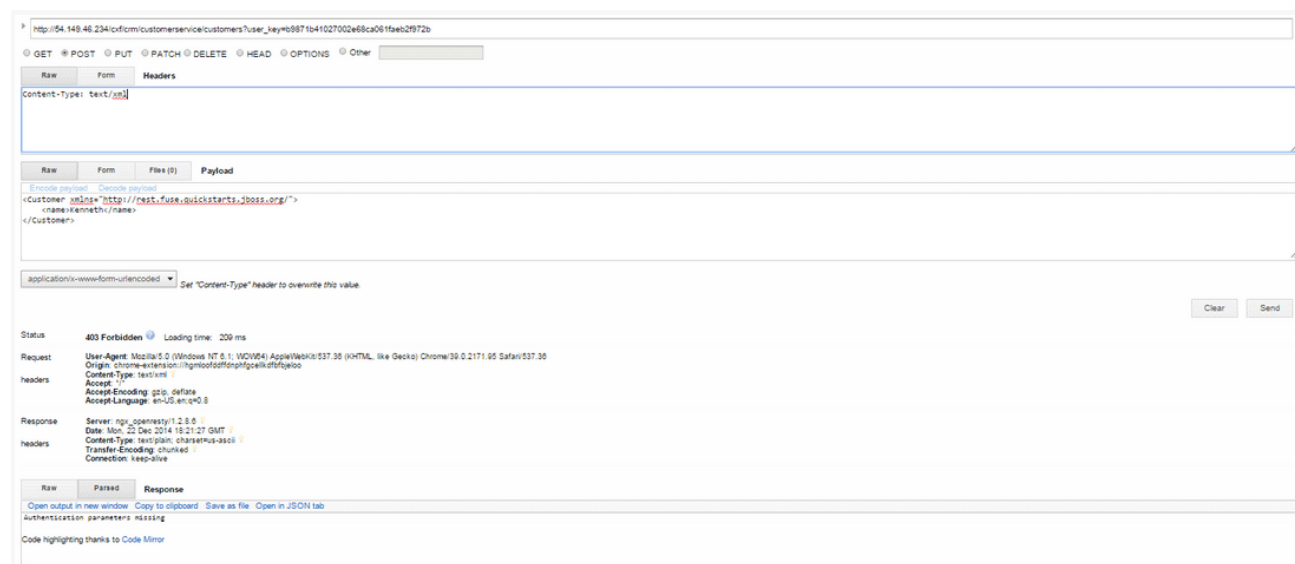 http://54.149.46.234/cxf/crm/customerservice/customers?user_key=b9871b41027002e68ca061faeb2f972b
GET POST PUT PATCH DELETE HEAD OPTIONS Other
Raw Form Headers
Content-Type: text/xml
Raw Form Files (0) Payload
Encode payload Decode payload
<Customer xmlns="http://rest.fuse.quickstarts.jboss.org/">
<name>Kenneth</name>
</Customer>
application/x-www-form-urlencoded Set "Content-Type" header to overwrite this value.
Clear Send
Status 403 Forbidden Loading time: 209 ms
Request headers
User-Agent: Mozilla/5.0 (Windows NT 6.1; WOW64) AppleWebKit/537.36 (KHTML, like Gecko) Chrome/39.0.2171.95 Safari/537.36
Origin: chrome-extension://hgmloofddffdnphfgcellkdfbfbjeloo
Content-Type: text/xml
Accept: */*
Accept-Encoding: gzip, deflate
Accept-Language: en-US,en;q=0.8
Response headers
Server: ngx_openresty/1.2.8.6
Date: Mon, 22 Dec 2014 18:21:27 GMT
Content-Type: text/plain; charset=us-ascii
Transfer-Encoding: chunked
Connection: keep-alive
Raw Parsed Response
Open output in new window Copy to clipboard Save as file Open in JSON tab
Authentication parameters missing
Code highlighting thanks to Code Mirror